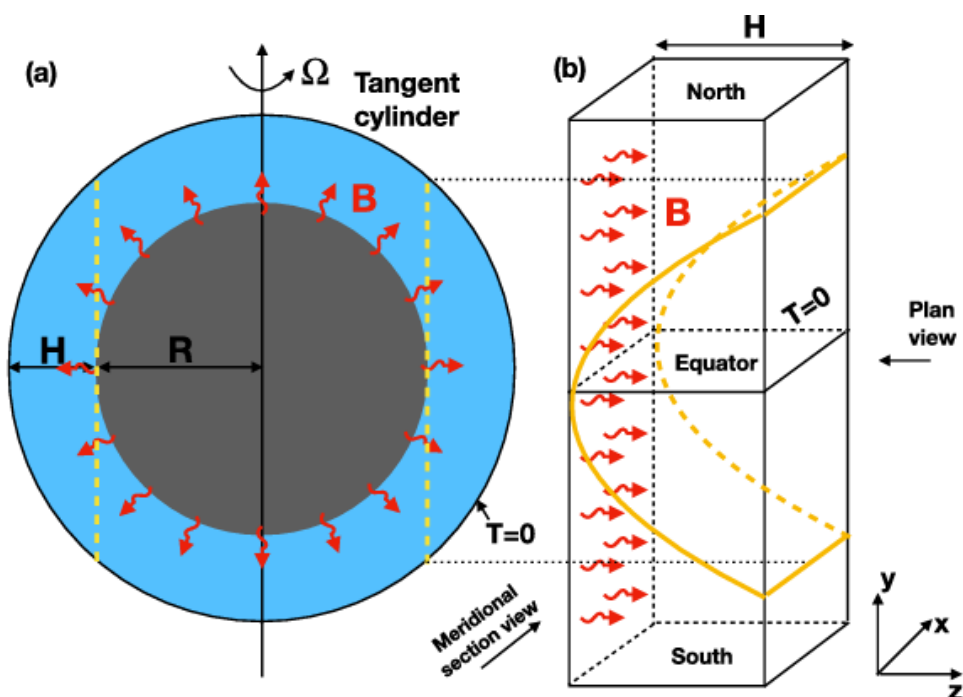 (a)
Ω
Tangent
cylinder
B
H
R
T=0
(b)
H
North
B
T=0
Plan
view
Equator
Meridional
section view
South
y
x
z